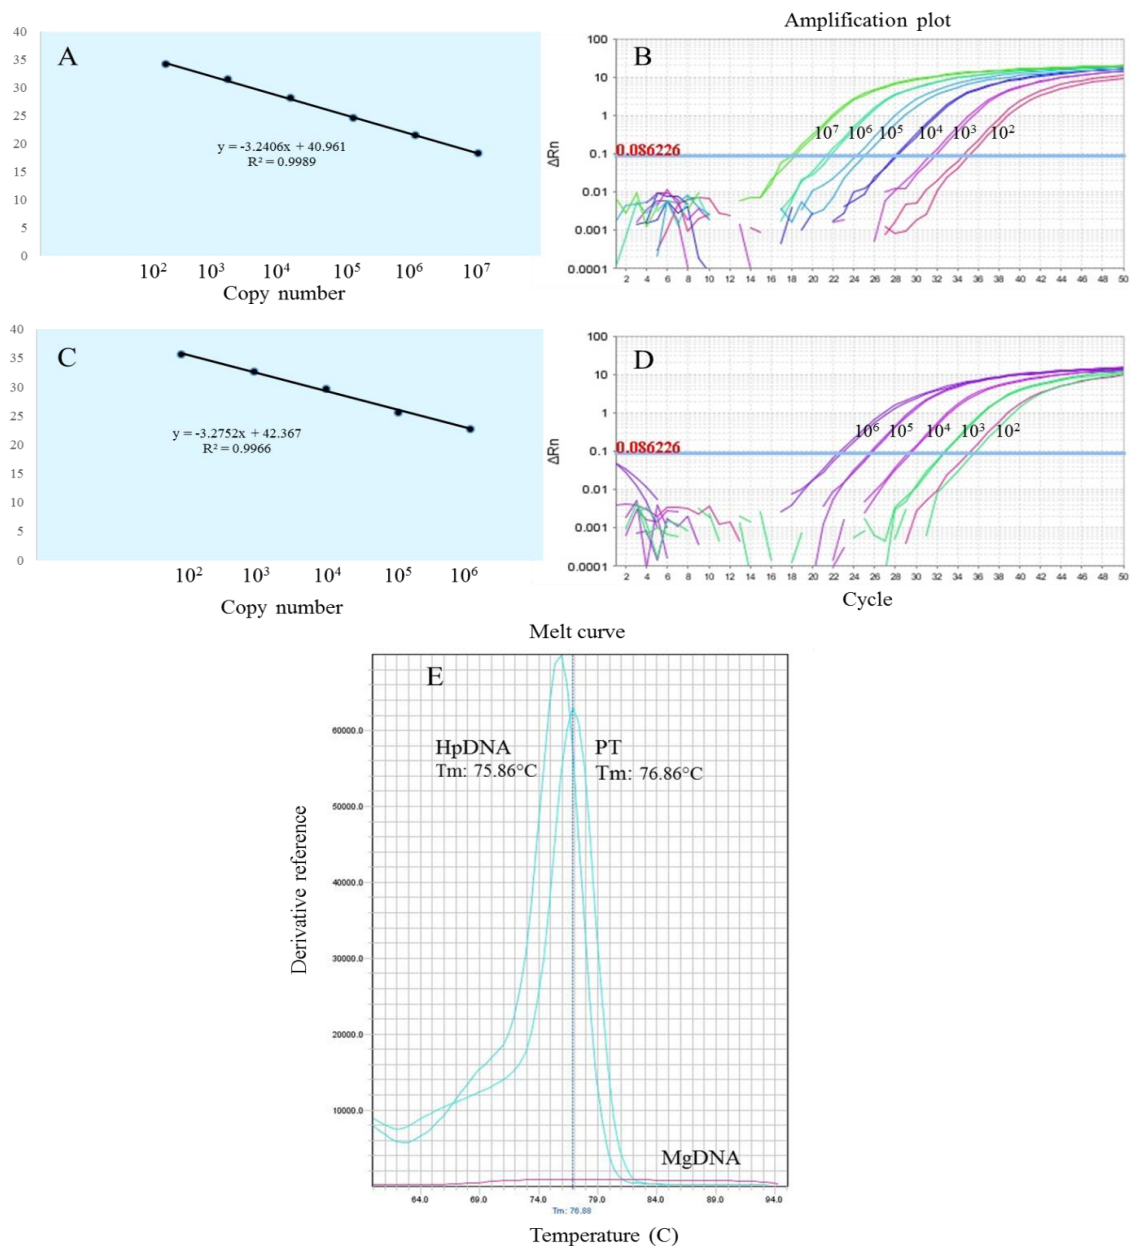 Amplification plot
40
35
30
25
20
15
10
5
0
A
y = -3.2406x + 40.961
R² = 0.9989
10² 10³ 10⁴ 10⁵ 10⁶ 10⁷
Copy number
100
10
1
0.1
0.01
0.001
0.0001
ΔRn
B
0.086226
10⁷ 10⁶ 10⁵ 10⁴ 10³ 10²
2 4 6 8 10 12 14 16 18 20 22 24 26 28 30 32 34 36 38 40 42 44 46 48 50
40
35
30
25
20
15
10
5
0
C
y = -3.2752x + 42.367
R² = 0.9966
10² 10³ 10⁴ 10⁵ 10⁶
Copy number
100
10
1
0.1
0.01
0.001
0.0001
ΔRn
D
0.086226
10⁶ 10⁵ 10⁴ 10³ 10²
2 4 6 8 10 12 14 16 18 20 22 24 26 28 30 32 34 36 38 40 42 44 46 48 50
Cycle
Melt curve
E
60000.0
50000.0
40000.0
30000.0
20000.0
10000.0
Derivative reference
HpDNA
Tm: 75.86°C
PT
Tm: 76.86°C
MgDNA
64.0 69.0 74.0 79.0 84.0 89.0 94.0
Tm: 76.88
Temperature (C)